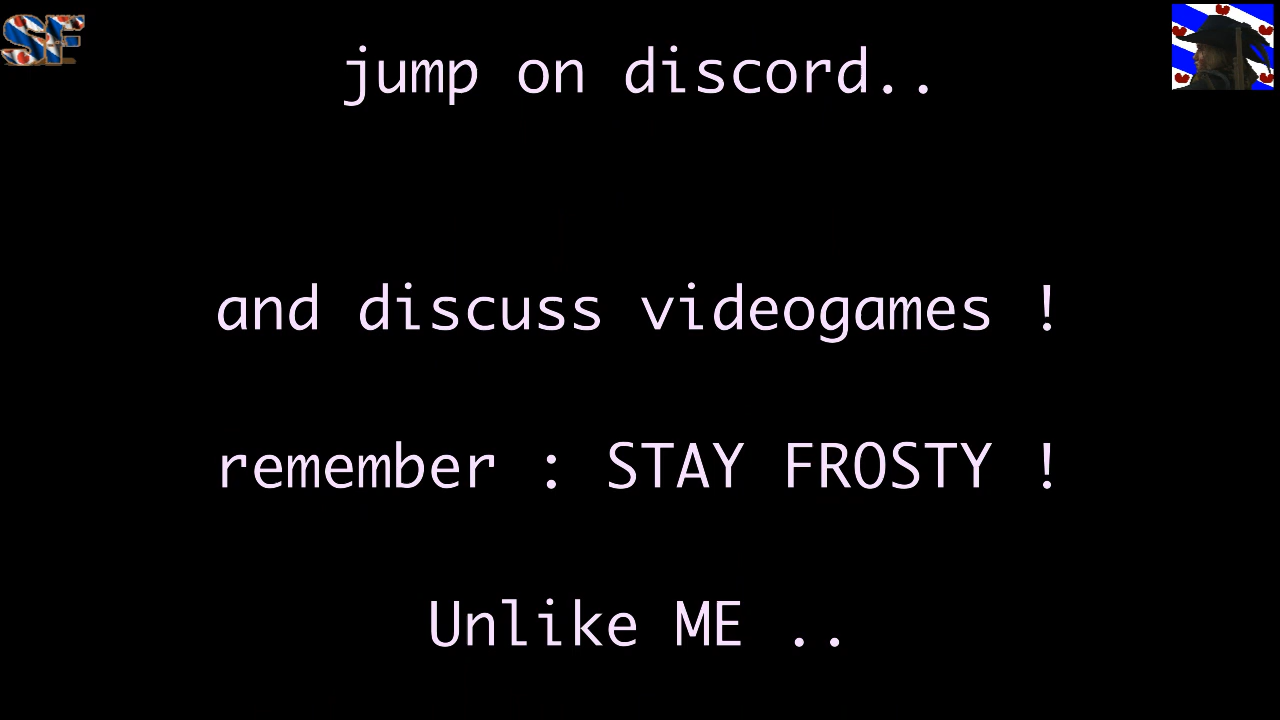 SF
jump on discord..
and discuss videogames !
remember : STAY FROSTY !
Unlike ME ..